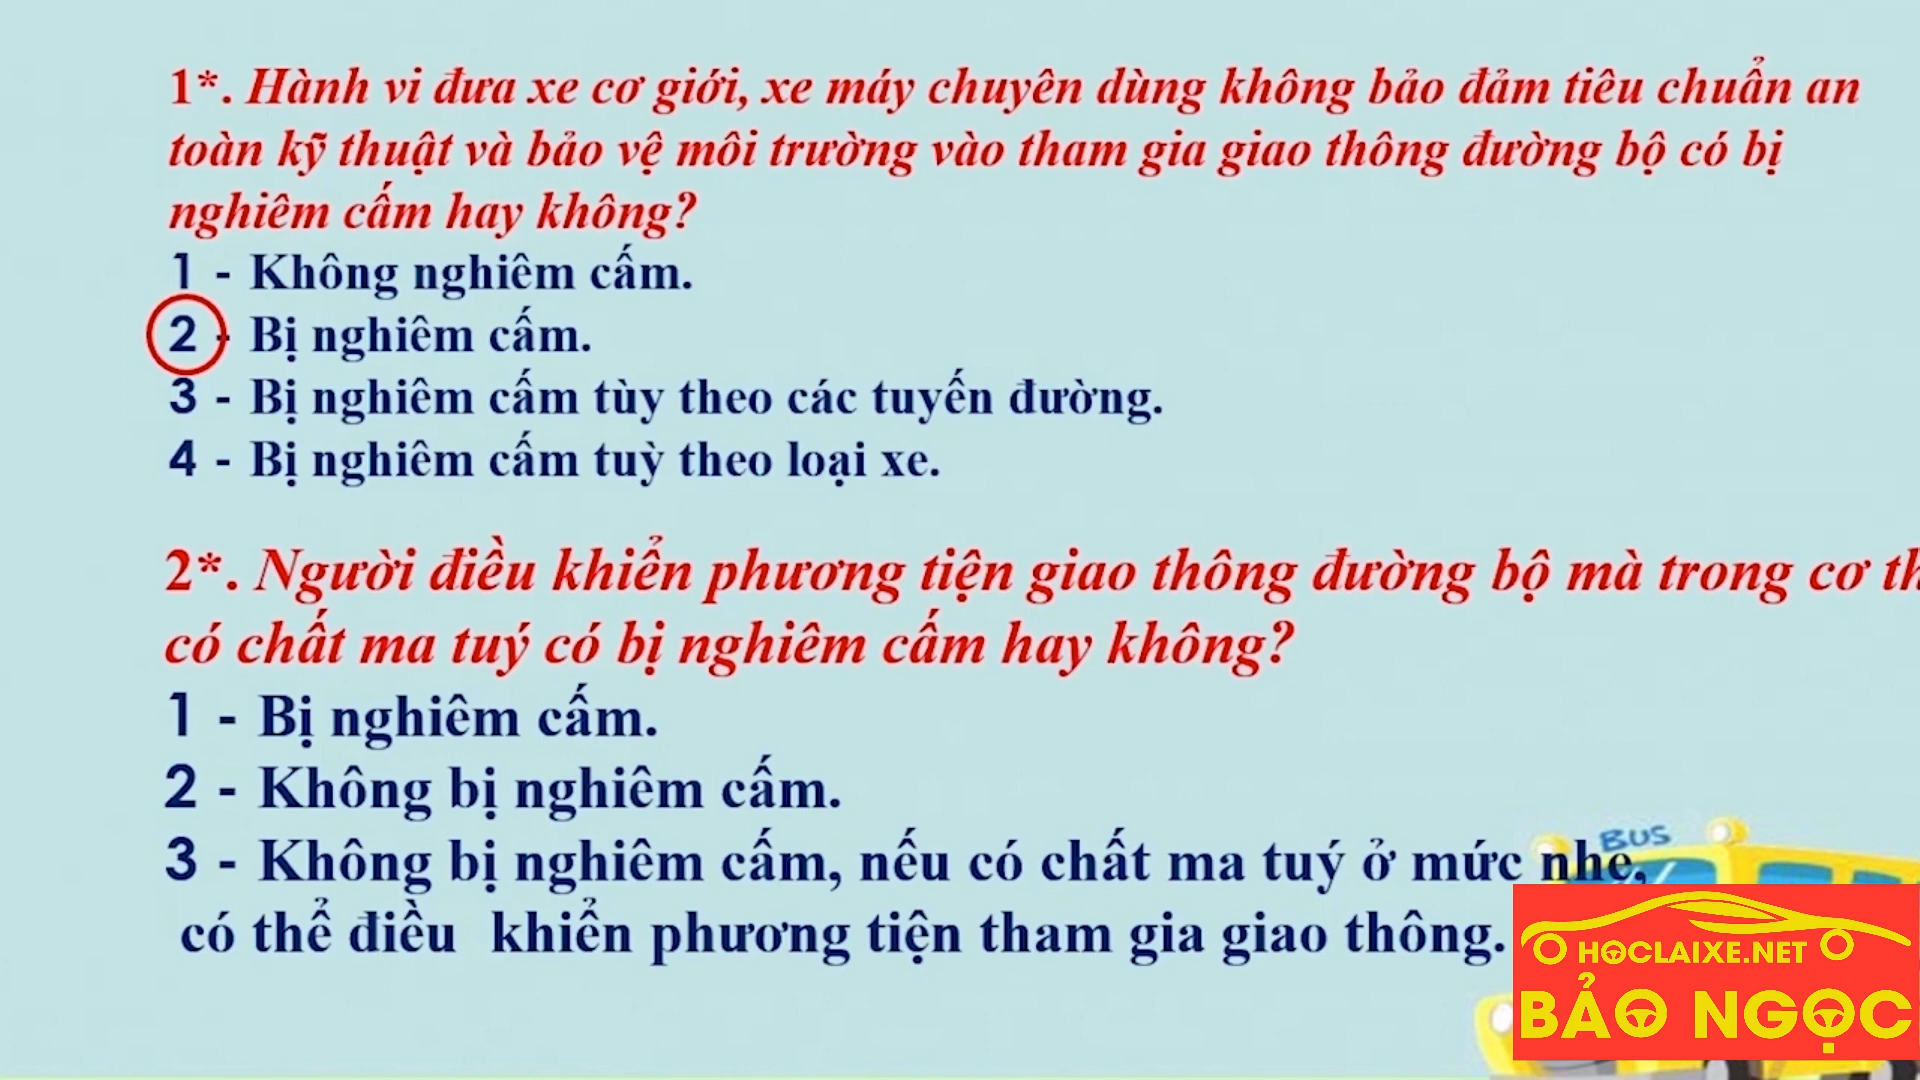 1*. Hành vi đưa xe cơ giới, xe máy chuyên dùng không bảo đảm tiêu chuẩn an
toàn kỹ thuật và bảo vệ môi trường vào tham gia giao thông đường bộ có bị
nghiêm cấm hay không?
1 - Không nghiêm cấm.
2 - Bị nghiêm cấm.
3 - Bị nghiêm cấm tùy theo các tuyến đường.
4 - Bị nghiêm cấm tuỳ theo loại xe.
2*. Người điều khiển phương tiện giao thông đường bộ mà trong cơ
có chất ma tuý có bị nghiêm cấm hay không?
1 - Bị nghiêm cấm.
2 - Không bị nghiêm cấm.
3 - Không bị nghiêm cấm, nếu có chất ma tuý ở mức nhẹ,
có thể điều khiển phương tiện tham gia giao thông.
BUS
HOCLAIXE.NET
BẢO NGỌC